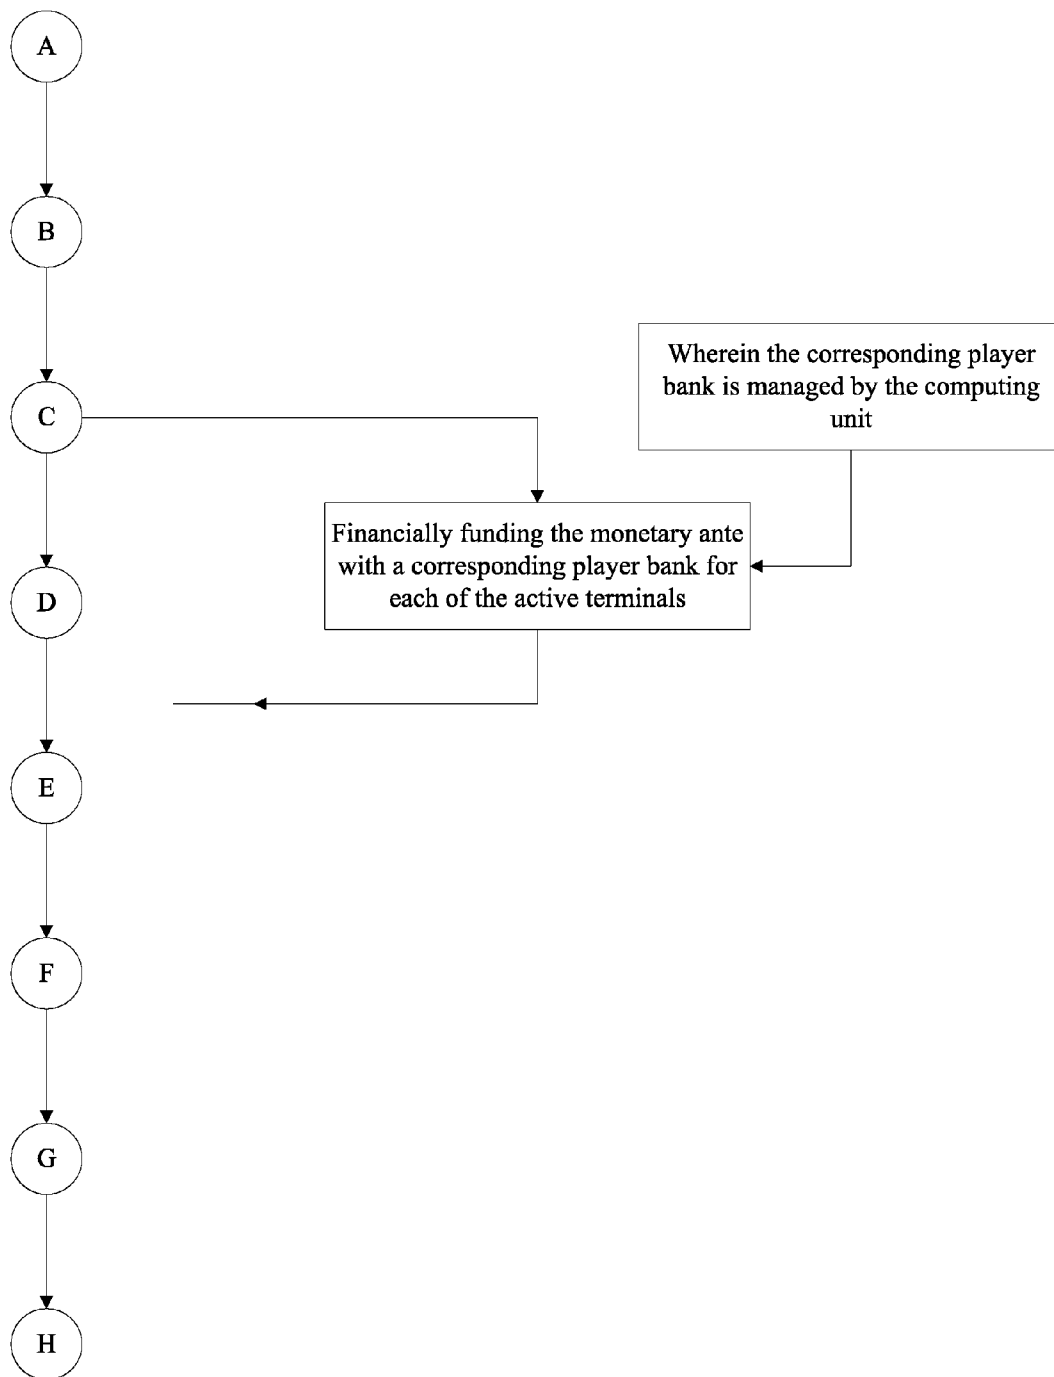 A
B
Wherein the corresponding player
bank is managed by the computing
unit
C
Financially funding the monetary ante
with a corresponding player bank for
each of the active terminals
D
E
F
G
H